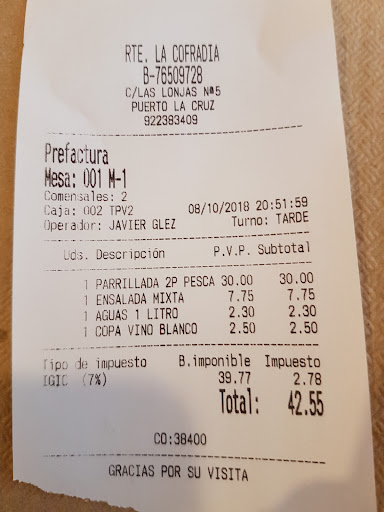 RTE. LA COFRADIA
B-76509728
C/LAS LONJAS Nº5
PUERTO LA CRUZ
922383409
Prefactura
Mesa: 001 M-1
Comensales: 2
Caja: 002 TPV2 08/10/2018 20:51:59
Operador: JAVIER GLEZ Turno: TARDE
Uds. Descripción P.V.P. Subtotal
1 PARRILLADA 2P PESCA 30.00 30.00
1 ENSALADA MIXTA 7.75 7.75
1 AGUAS 1 LITRO 2.30 2.30
1 COPA VINO BLANCO 2.50 2.50
Tipo de impuesto B.imponible Impuesto
IGIC (7%) 39.77 2.78
Total: 42.55
CO:38400
GRACIAS POR SU VISITA